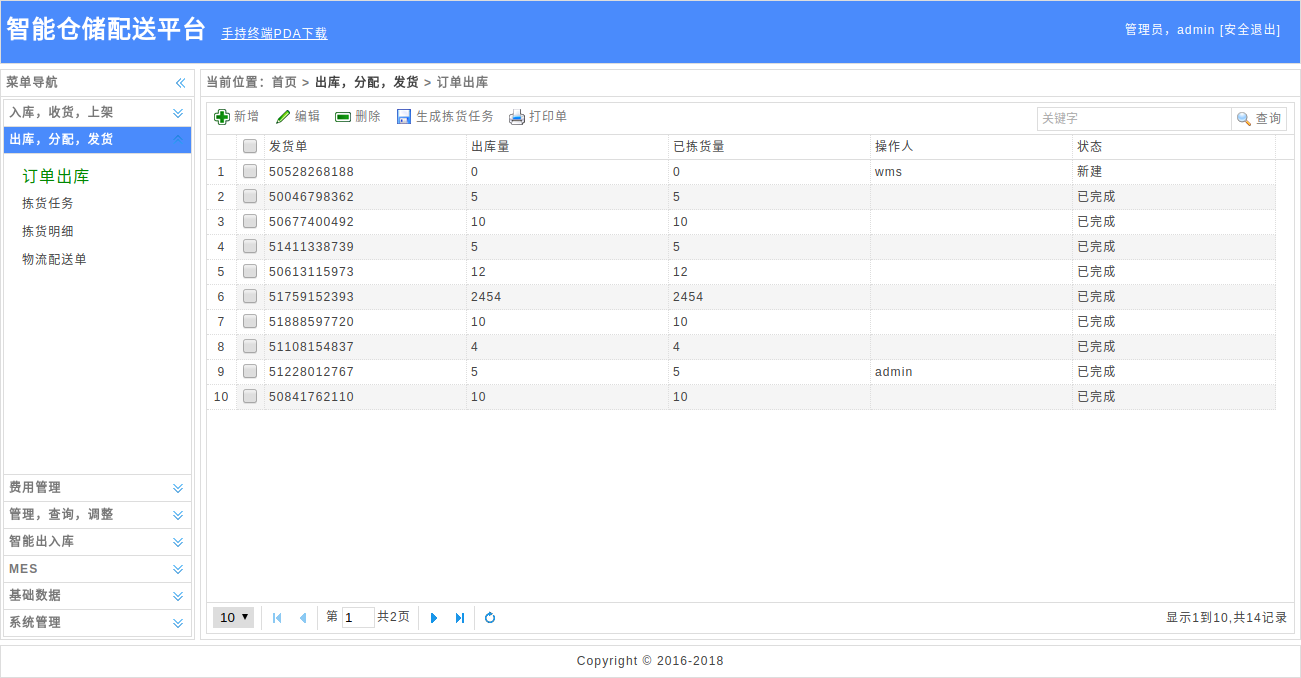 智能仓储配送平台 手持终端PDA下载 管理员，admin [安全退出]
菜单导航
入库，收货，上架
出库，分配，发货
订单出库
拣货任务
拣货明细
物流配送单
费用管理
管理，查询，调整
智能出入库
MES
基础数据
系统管理
当前位置：首页 > 出库，分配，发货 > 订单出库
新增 编辑 删除 生成拣货任务 打印单 关键字 查询
发货单 出库量 已拣货量 操作人 状态
1 50528268188 0 0 wms 新建
2 50046798362 5 5 已完成
3 50677400492 10 10 已完成
4 51411338739 5 5 已完成
5 50613115973 12 12 已完成
6 51759152393 2454 2454 已完成
7 51888597720 10 10 已完成
8 51108154837 4 4 已完成
9 51228012767 5 5 admin 已完成
10 50841762110 10 10 已完成
10 第 1 共2页 显示1到10,共14记录
Copyright © 2016-2018